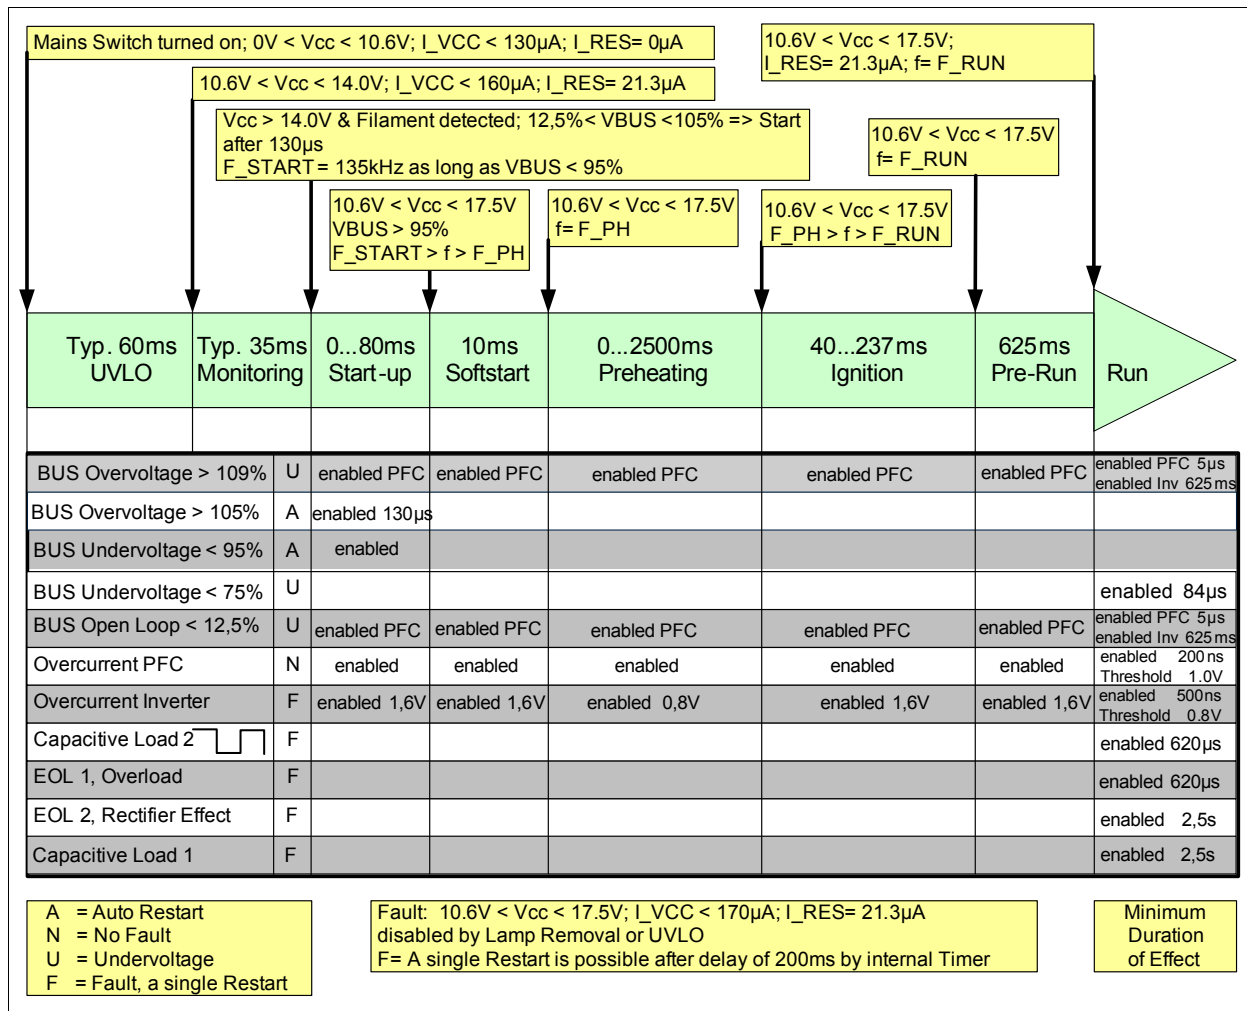 Mains Switch turned on; 0V < Vcc < 10.6V; I_VCC < 130µA; I_RES= 0µA
10.6V < Vcc < 17.5V;
I_RES= 21.3µA; f= F_RUN
10.6V < Vcc < 14.0V; I_VCC < 160µA; I_RES= 21.3µA
Vcc > 14.0V & Filament detected; 12,5%< VBUS <105% => Start
after 130µs
F_START = 135kHz as long as VBUS < 95%
10.6V < Vcc < 17.5V
f= F_RUN
10.6V < Vcc < 17.5V
VBUS > 95%
F_START > f > F_PH
10.6V < Vcc < 17.5V
f= F_PH
10.6V < Vcc < 17.5V
F_PH > f > F_RUN
Typ. 60ms
UVLO
Typ. 35ms
Monitoring
0...80ms
Start-up
10ms
Softstart
0...2500ms
Preheating
40...237ms
Ignition
625ms
Pre-Run
Run
BUS Overvoltage > 109% U enabled PFC enabled PFC enabled PFC enabled PFC enabled PFC enabled PFC 5µs
enabled Inv 625ms
BUS Overvoltage > 105% A enabled 130µs
BUS Undervoltage < 95% A enabled
BUS Undervoltage < 75% U enabled 84µs
BUS Open Loop < 12,5% U enabled PFC enabled PFC enabled PFC enabled PFC enabled PFC enabled PFC 5µs
enabled Inv 625ms
Overcurrent PFC N enabled enabled enabled enabled enabled enabled 200ns
Threshold 1.0V
Overcurrent Inverter F enabled 1,6V enabled 1,6V enabled 0,8V enabled 1,6V enabled 1,6V enabled 500ns
Threshold 0.8V
Capacitive Load 2 F enabled 620µs
EOL 1, Overload F enabled 620µs
EOL 2, Rectifier Effect F enabled 2,5s
Capacitive Load 1 F enabled 2,5s
A = Auto Restart
N = No Fault
U = Undervoltage
F = Fault, a single Restart
Fault: 10.6V < Vcc < 17.5V; I_VCC < 170µA; I_RES= 21.3µA
disabled by Lamp Removal or UVLO
F= A single Restart is possible after delay of 200ms by internal Timer
Minimum
Duration
of Effect